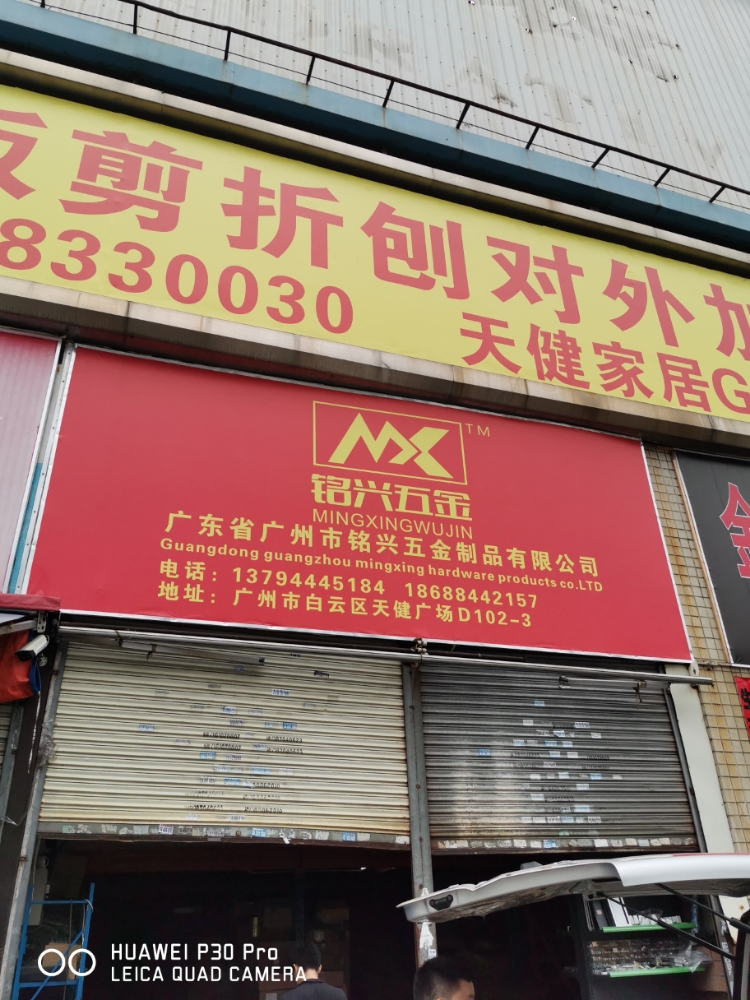 剪折刨对外加
8330030 天健家居G
MX TM
铭兴五金
MINGXINGWUJIN
广东省广州市铭兴五金制品有限公司
Guangdong guangzhou mingxing hardware products co.LTD
电话：13794445184 18688442157
地址：广州市白云区天健广场D102-3
HUAWEI P30 Pro
LEICA QUAD CAMERA